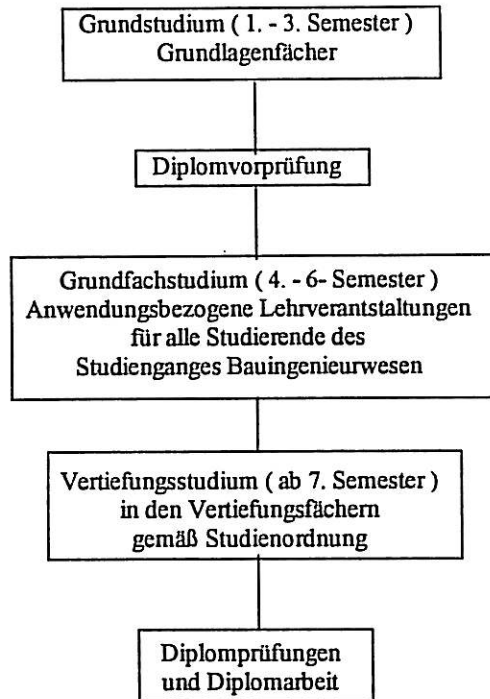 Grundstudium ( 1. - 3. Semester )
Grundlagenfächer
Diplomvorprüfung
Grundfachstudium ( 4. - 6- Semester )
Anwendungsbezogene Lehrverantstaltungen
für alle Studierende des
Studienganges Bauingenieurwesen
Vertiefungsstudium ( ab 7. Semester )
in den Vertiefungsfächern
gemäß Studienordnung
Diplomprüfungen
und Diplomarbeit